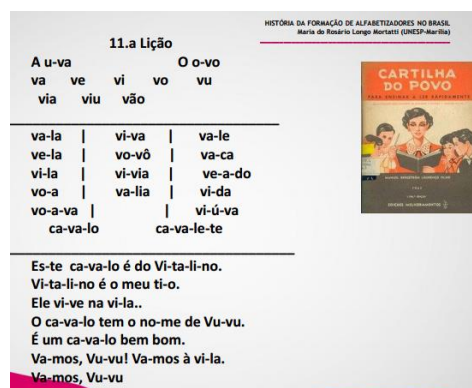 HISTÓRIA DA FORMAÇÃO DE ALFABETIZADORES NO BRASIL
Maria do Rosário Longo Mortatti (UNESP-Marília)
11.a Lição
A u-va O o-vo
va ve vi vo vu
via viu vão
va-la | vi-va | va-le
ve-la | vo-vô | va-ca
vi-la | vi-via | ve-a-do
vo-a | va-lia | vi-da
vo-a-va | | vi-ú-va
ca-va-lo ca-va-le-te
Es-te ca-va-lo é do Vi-ta-li-no.
Vi-ta-li-no é o meu ti-o.
Ele vi-ve na vi-la..
O ca-va-lo tem o no-me de Vu-vu.
É um ca-va-lo bem bom.
Va-mos, Vu-vu! Va-mos à vi-la.
Va-mos, Vu-vu
CARTILHA
DO POVO
PARA ENSINAR A LER RAPIDAMENTE